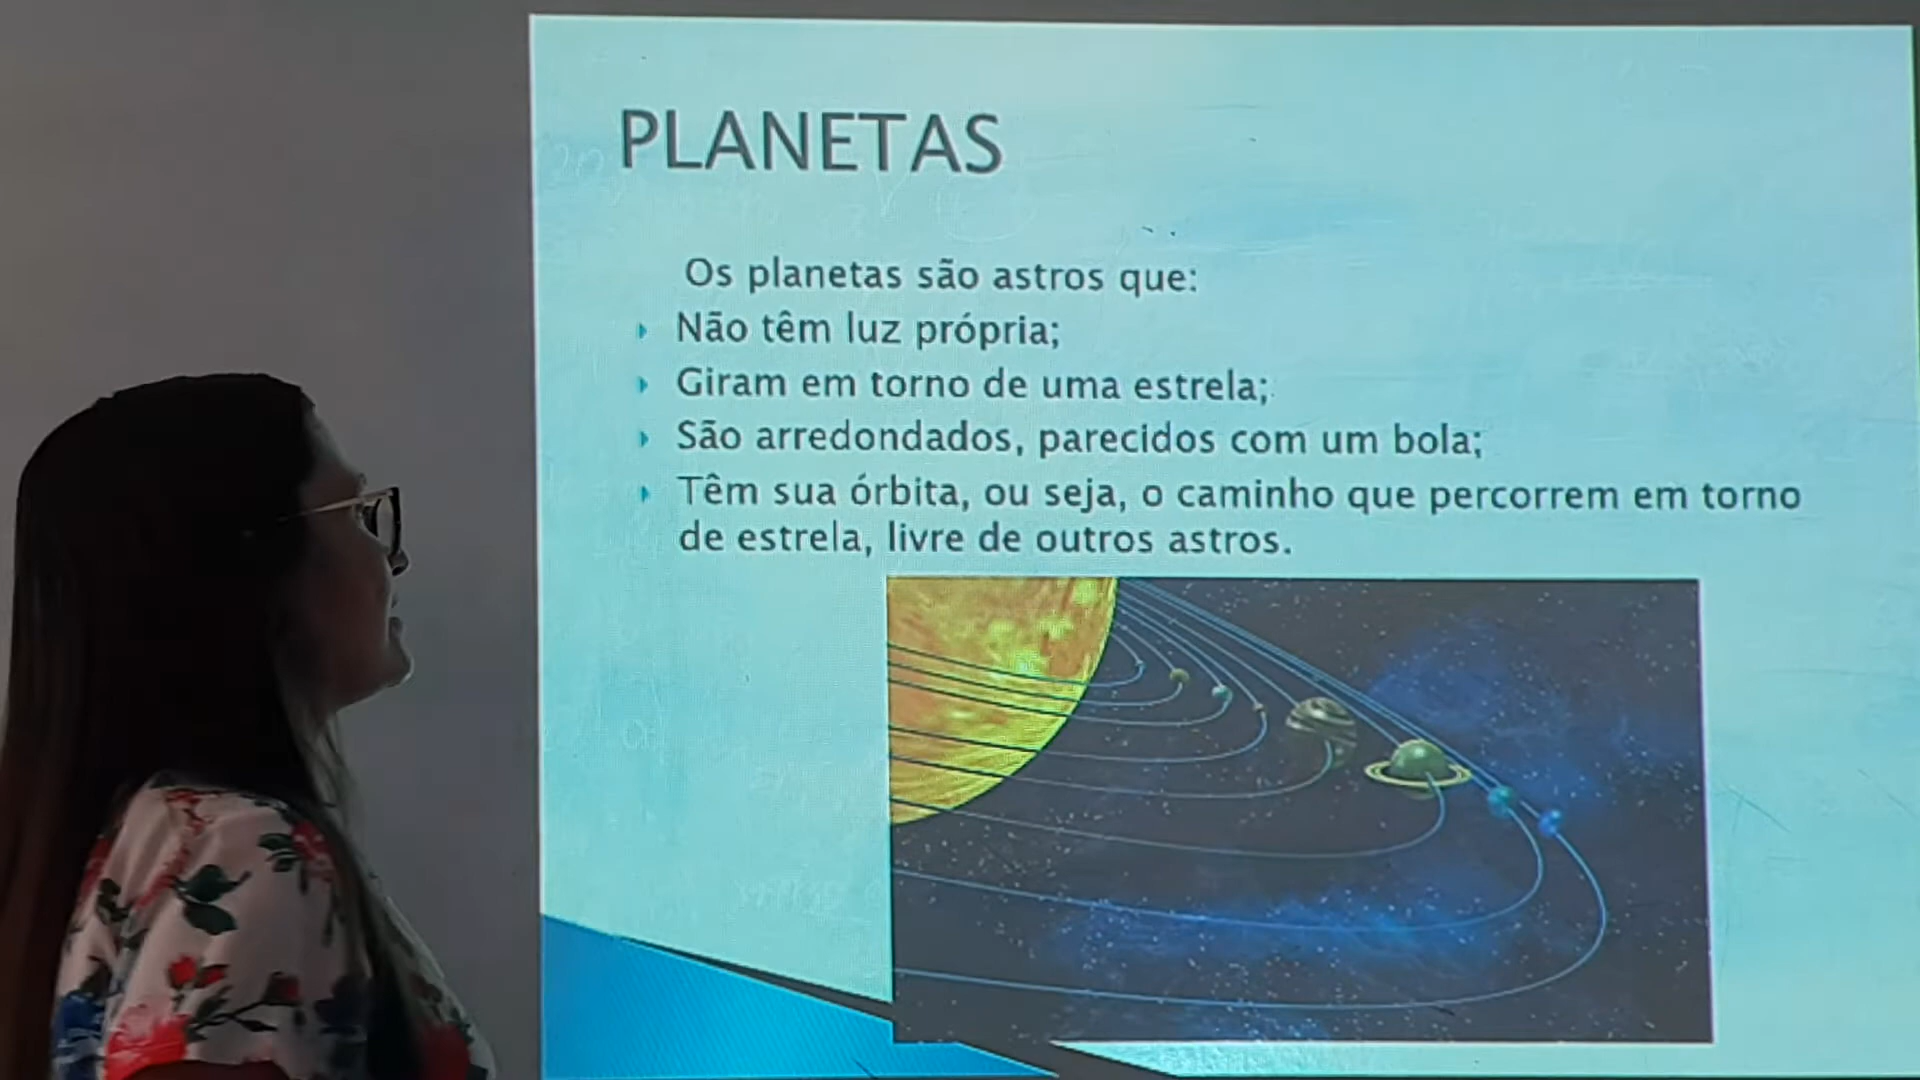 PLANETAS
Os planetas são astros que:
Não têm luz própria;
Giram em torno de uma estrela;
São arredondados, parecidos com um bola;
Têm sua órbita, ou seja, o caminho que percorrem em torno
de estrela, livre de outros astros.